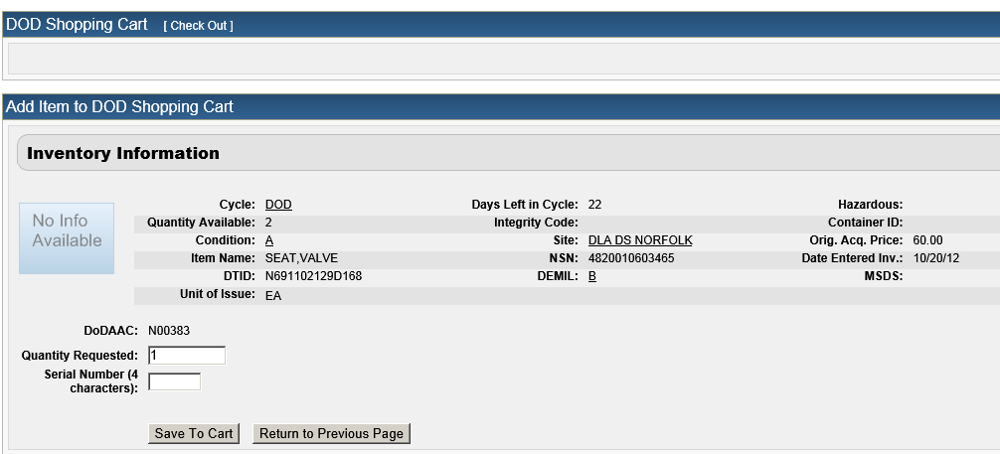 DOD Shopping Cart [ Check Out ]
Add Item to DOD Shopping Cart
Inventory Information
No Info
Available
Cycle: DOD Days Left in Cycle: 22 Hazardous:
Quantity Available: 2 Integrity Code: Container ID:
Condition: A Site: DLA DS NORFOLK Orig. Acq. Price: 60.00
Item Name: SEAT,VALVE NSN: 4820010603465 Date Entered Inv.: 10/20/12
DTID: N691102129D168 DEMIL: B MSDS:
Unit of Issue: EA
DoDAAC: N00383
Quantity Requested: 1
Serial Number (4
characters):
Save To Cart Return to Previous Page